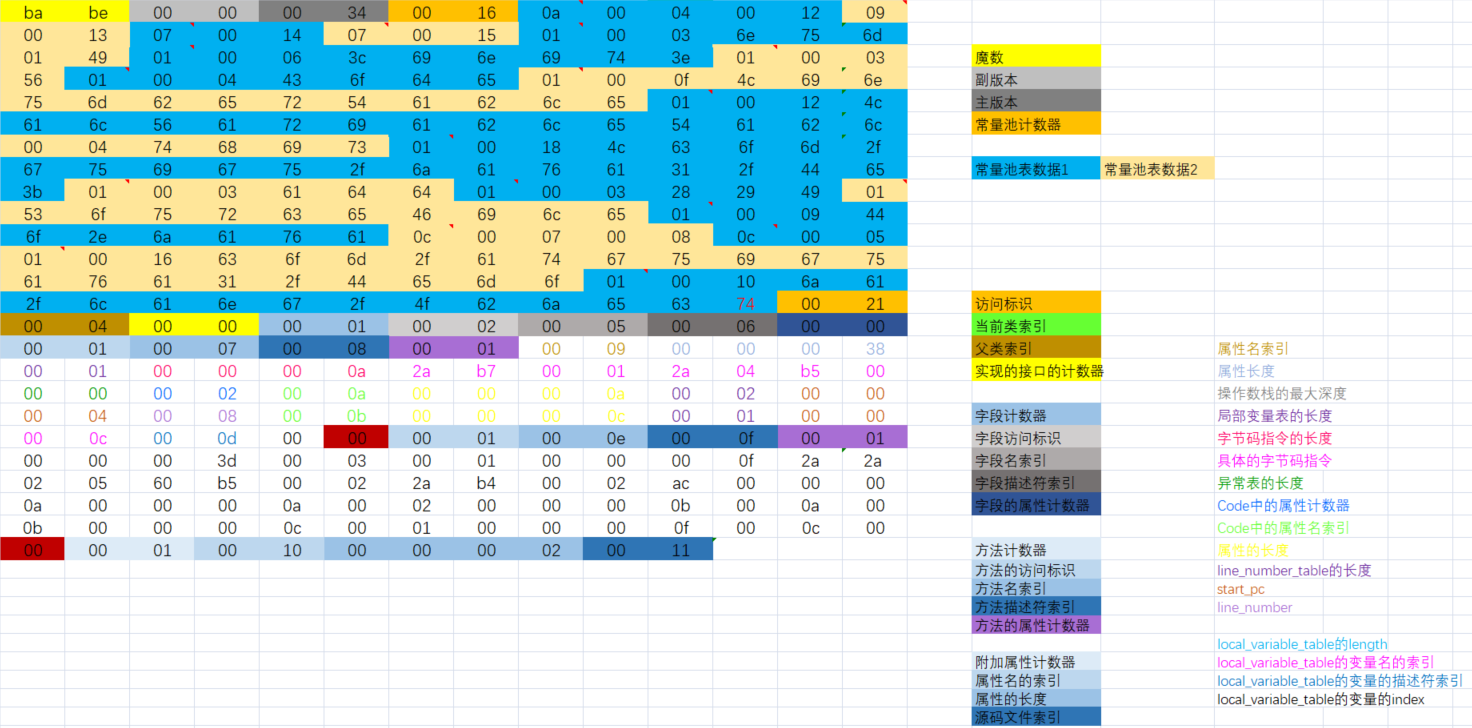 ba be 00 00 00 34 00 16 0a 00 04 00 12 09
00 13 07 00 14 07 00 15 01 00 03 6e 75 6d
01 49 01 00 06 3c 69 6e 69 74 3e 01 00 03
56 01 00 04 43 6f 64 65 01 00 0f 4c 69 6e
75 6d 62 65 72 54 61 62 6c 65 01 00 12 4c
61 6c 56 61 72 69 61 62 6c 65 54 61 62 6c
00 04 74 68 69 73 01 00 18 4c 63 6f 6d 2f
67 75 69 67 75 2f 6a 61 76 61 31 2f 44 65
3b 01 00 03 61 64 64 01 00 03 28 29 49 01
53 6f 75 72 63 65 46 69 6c 65 01 00 09 44
6f 2e 6a 61 76 61 0c 00 07 00 08 0c 00 05
01 00 16 63 6f 6d 2f 61 74 67 75 69 67 75
61 76 61 31 2f 44 65 6d 6f 01 00 10 6a 61
2f 6c 61 6e 67 2f 4f 62 6a 65 63 74 00 21
00 04 00 00 00 01 00 02 00 05 00 06 00 00
00 01 00 07 00 08 00 01 00 09 00 00 00 38
00 01 00 00 00 0a 2a b7 00 01 2a 04 b5 00
00 00 00 02 00 0a 00 00 00 0a 00 02 00 00
00 04 00 08 00 0b 00 00 00 0c 00 01 00 00
00 0c 00 0d 00 00 00 01 00 0e 00 0f 00 01
00 00 00 3d 00 03 00 01 00 00 00 0f 2a 2a
02 05 60 b5 00 02 2a b4 00 02 ac 00 00 00
0a 00 00 00 0a 00 02 00 00 00 0b 00 0a 00
0b 00 00 00 0c 00 01 00 00 00 0f 00 0c 00
00 00 01 00 10 00 00 00 02 00 11
魔数
副版本
主版本
常量池计数器
常量池表数据1 常量池表数据2
访问标识
当前类索引
父类索引
实现的接口的计数器
字段计数器
字段访问标识
字段名索引
字段描述符索引
字段的属性计数器
方法计数器
方法的访问标识
方法名索引
方法描述符索引
方法的属性计数器
附加属性计数器
属性名的索引
属性的长度
源码文件索引
属性名索引
属性长度
操作数栈的最大深度
局部变量表的长度
字节码指令的长度
具体的字节码指令
异常表的长度
Code中的属性计数器
Code中的属性名索引
属性的长度
line_number_table的长度
start_pc
line_number
local_variable_table的length
local_variable_table的变量名的索引
local_variable_table的变量的描述符索引
local_variable_table的变量的index